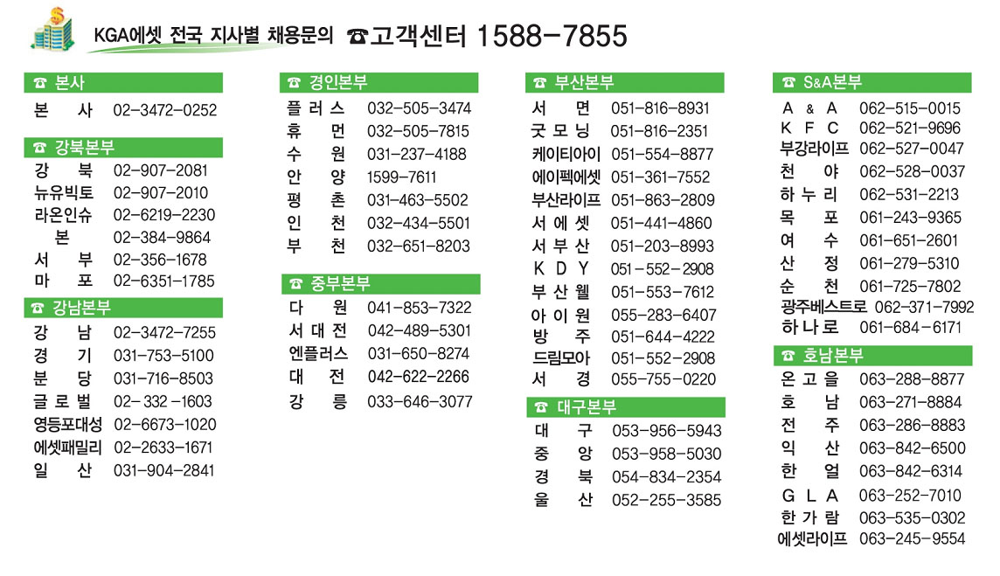 KGA에셋 전국 지사별 채용문의 ☎고객센터 1588-7855
☎ 본사
본 사 02-3472-0252
☎ 강북본부
강 북 02-907-2081
뉴유빅토 02-907-2010
라온인슈 02-6219-2230
본 02-384-9864
서 부 02-356-1678
마 포 02-6351-1785
☎ 강남본부
강 남 02-3472-7255
경 기 031-753-5100
분 당 031-716-8503
글 로 벌 02- 332 -1603
영등포대성 02-6673-1020
에셋패밀리 02-2633-1671
일 산 031-904-2841
☎ 경인본부
플 러 스 032-505-3474
휴 먼 032-505-7815
수 원 031-237-4188
안 양 1599-7611
평 촌 031-463-5502
인 천 032-434-5501
부 천 032-651-8203
☎ 중부본부
다 원 041-853-7322
서 대 전 042-489-5301
엔플러스 031-650-8274
대 전 042-622-2266
강 릉 033-646-3077
☎ 부산본부
서 면 051-816-8931
굿 모 닝 051-816-2351
케이티아이 051-554-8877
에이펙에셋 051-361-7552
부산라이프 051-863-2809
서 에 셋 051-441-4860
서 부 산 051-203-8993
K D Y 051-552-2908
부 산 웰 051-553-7612
아 이 원 055-283-6407
방 주 051-644-4222
드림모아 051-552-2908
서 경 055-755-0220
☎ 대구본부
대 구 053-956-5943
중 앙 053-958-5030
경 북 054-834-2354
울 산 052-255-3585
☎ S&A본부
A & A 062-515-0015
K F C 062-521-9696
부강라이프 062-527-0047
천 야 062-528-0037
하 누 리 062-531-2213
목 포 061-243-9365
여 수 061-651-2601
산 정 061-279-5310
순 천 061-725-7802
광주베스트로 062-371-7992
하 나 로 061-684-6171
☎ 호남본부
온 고 을 063-288-8877
호 남 063-271-8884
전 주 063-286-8883
익 산 063-842-6500
한 얼 063-842-6314
G L A 063-252-7010
한 가 람 063-535-0302
에셋라이프 063-245-9554